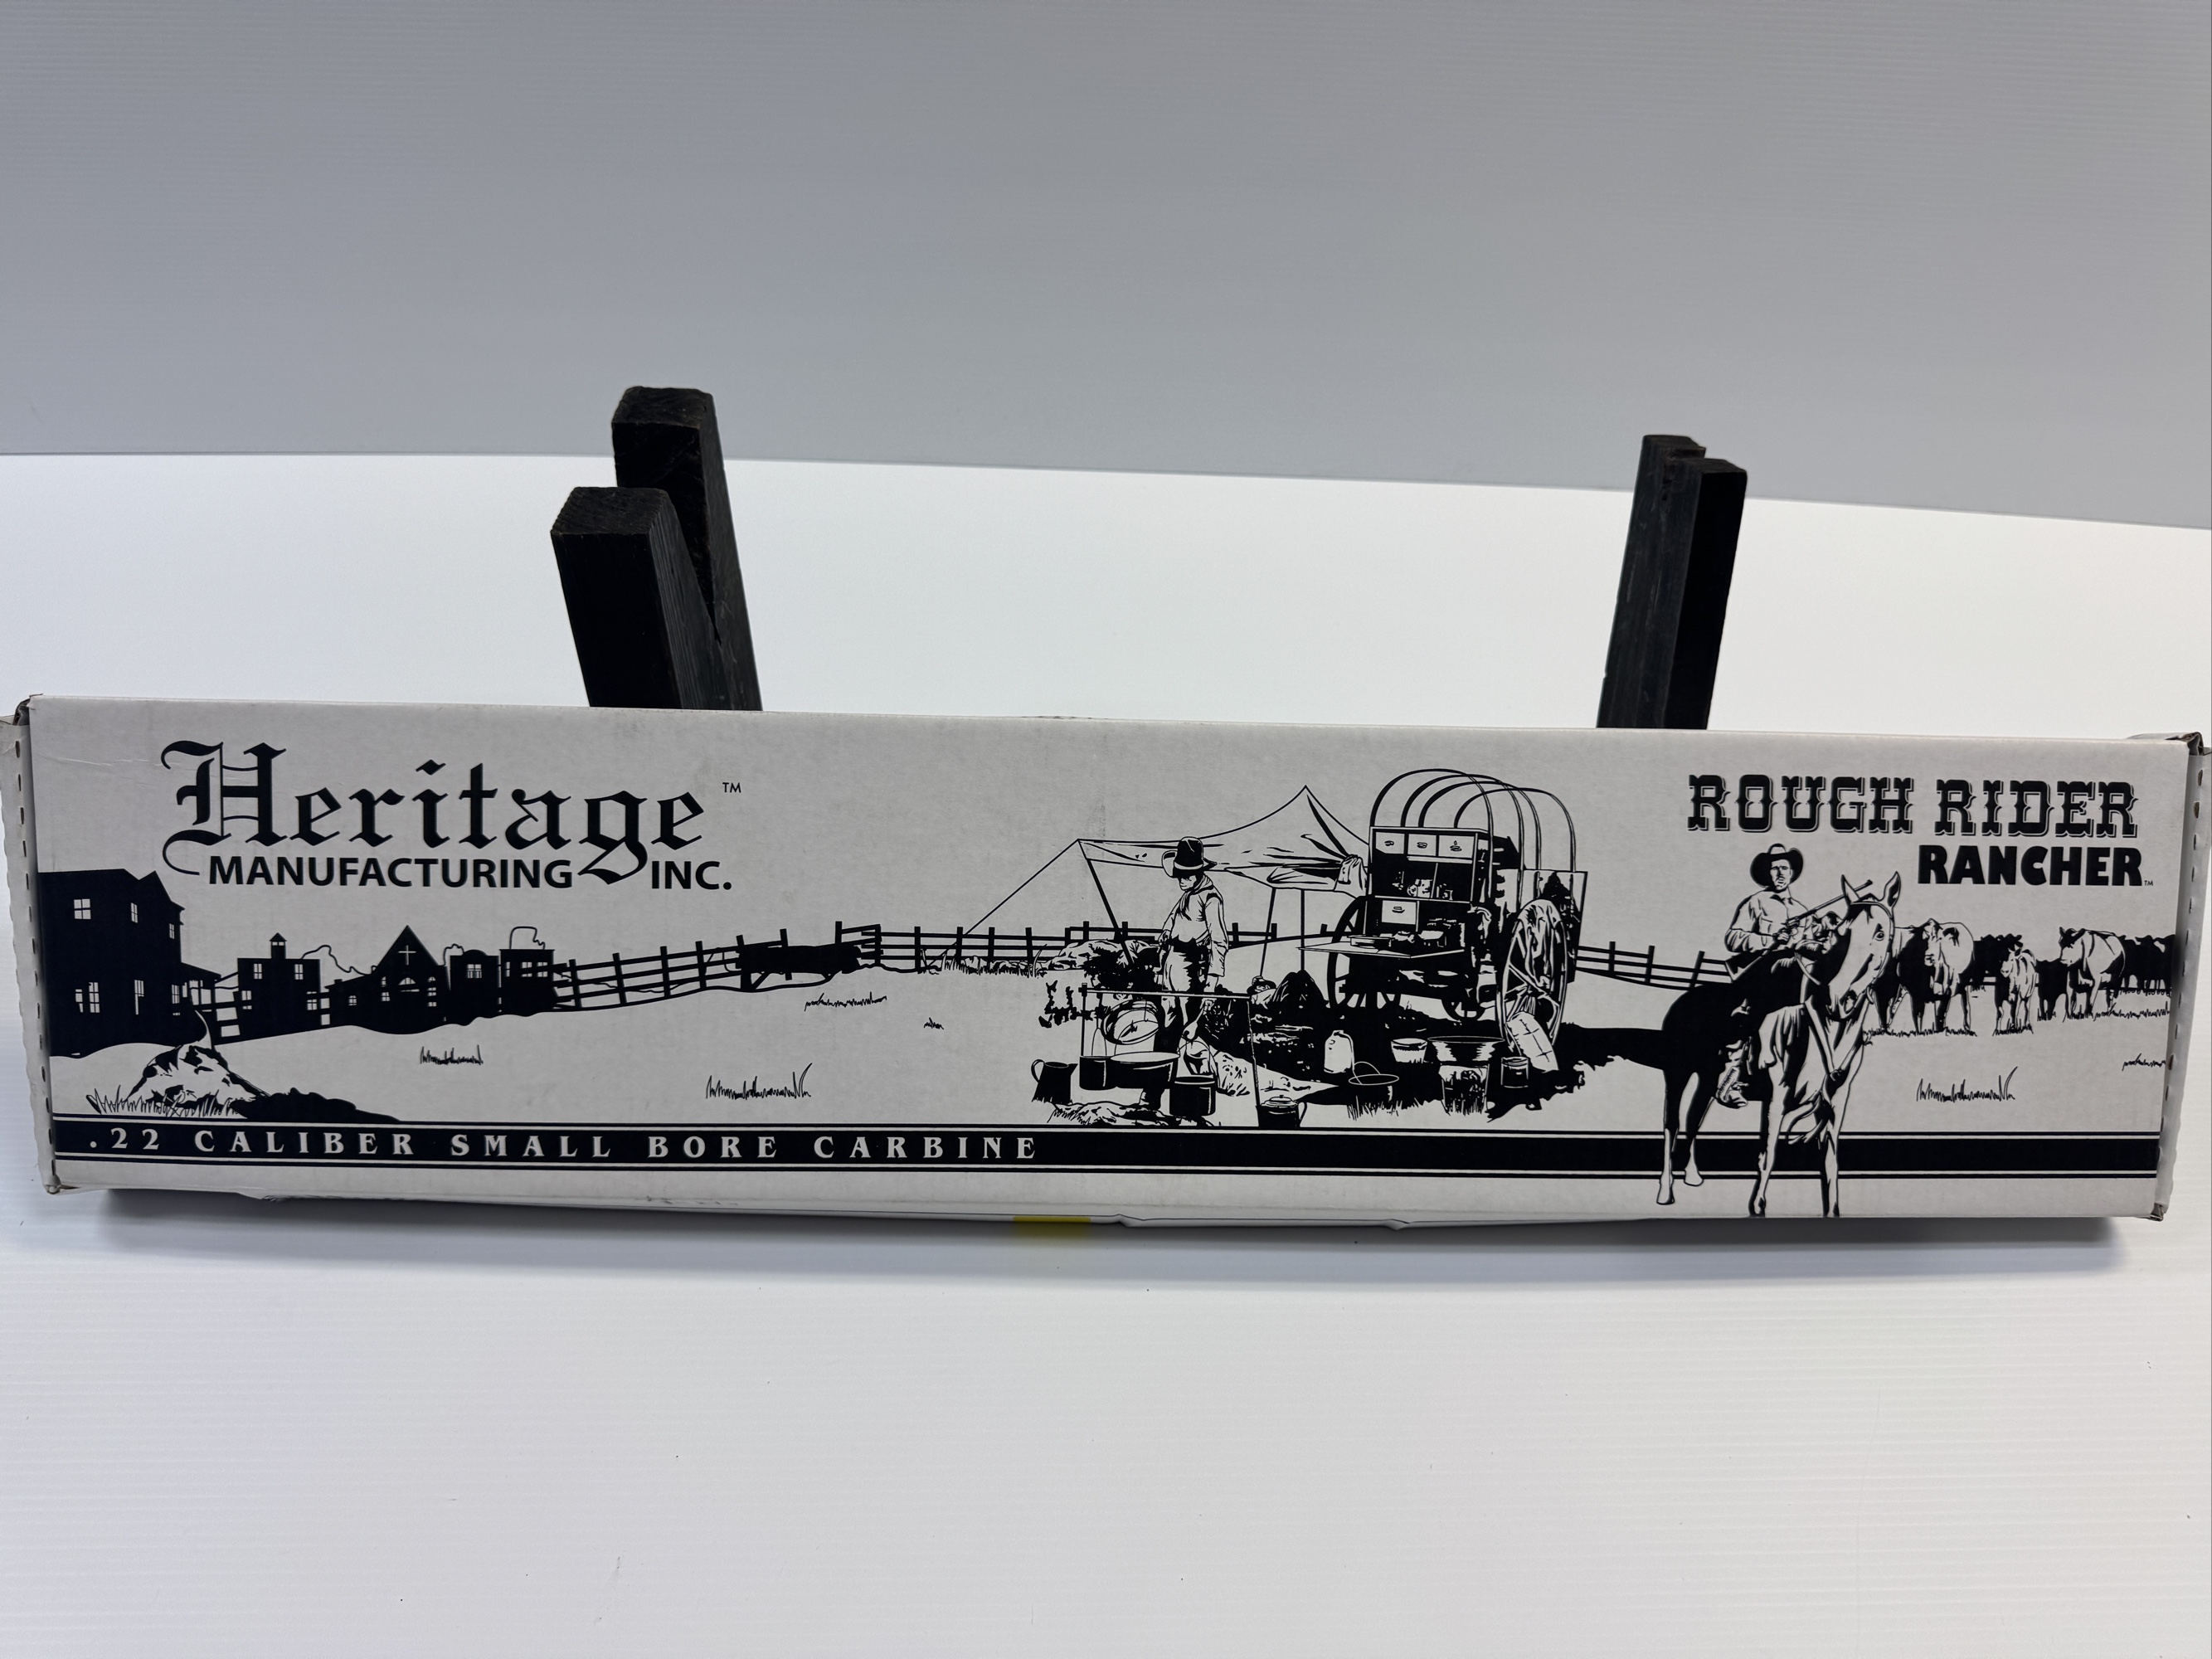 Heritage™
MANUFACTURING INC.
ROUGH RIDER
RANCHER™
.22 CALIBER SMALL BORE CARBINE